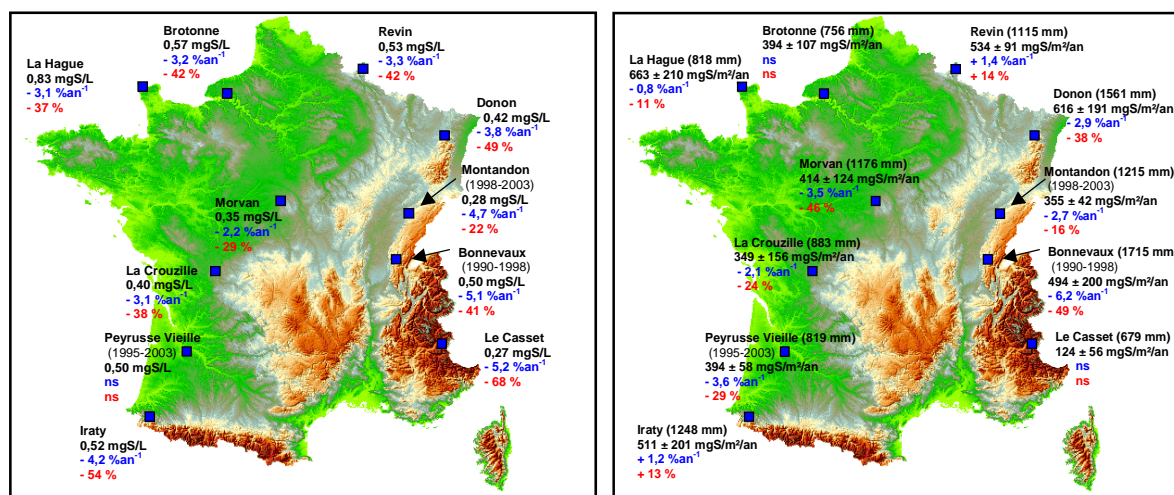 Brotonne
0,57 mgS/L
- 3,2 %an-1
- 42 %
Revin
0,53 mgS/L
- 3,3 %an-1
- 42 %
La Hague
0,83 mgS/L
- 3,1 %an-1
- 37 %
Donon
0,42 mgS/L
- 3,8 %an-1
- 49 %
Montandon
(1998-2003)
0,28 mgS/L
- 4,7 %an-1
- 22 %
Morvan
0,35 mgS/L
- 2,2 %an-1
- 29 %
Bonnevaux
(1990-1998)
0,50 mgS/L
- 5,1 %an-1
- 41 %
La Crouzille
0,40 mgS/L
- 3,1 %an-1
- 38 %
Peyrusse Vieille
(1995-2003)
0,50 mgS/L
ns
ns
Le Casset
0,27 mgS/L
- 5,2 %an-1
- 68 %
Iraty
0,52 mgS/L
- 4,2 %an-1
- 54 %
Brotonne (756 mm)
394 ± 107 mgS/m²/an
ns
ns
Revin (1115 mm)
534 ± 91 mgS/m²/an
+ 1,4 %an-1
+ 14 %
La Hague (818 mm)
663 ± 210 mgS/m²/an
- 0,8 %an-1
- 11 %
Donon (1561 mm)
616 ± 191 mgS/m²/an
- 2,9 %an-1
- 38 %
Morvan (1176 mm)
414 ± 124 mgS/m²/an
- 3,5 %an-1
- 46 %
Montandon (1215 mm)
(1998-2003)
355 ± 42 mgS/m²/an
- 2,7 %an-1
- 16 %
La Crouzille (883 mm)
349 ± 156 mgS/m²/an
- 2,1 %an-1
- 24 %
Bonnevaux (1715 mm)
(1990-1998)
494 ± 200 mgS/m²/an
- 6,2 %an-1
- 49 %
Peyrusse Vieille (819 mm)
(1995-2003)
394 ± 58 mgS/m²/an
- 3,6 %an-1
- 29 %
Le Casset (679 mm)
124 ± 56 mgS/m²/an
ns
ns
Iraty (1248 mm)
511 ± 201 mgS/m²/an
+ 1,2 %an-1
+ 13 %